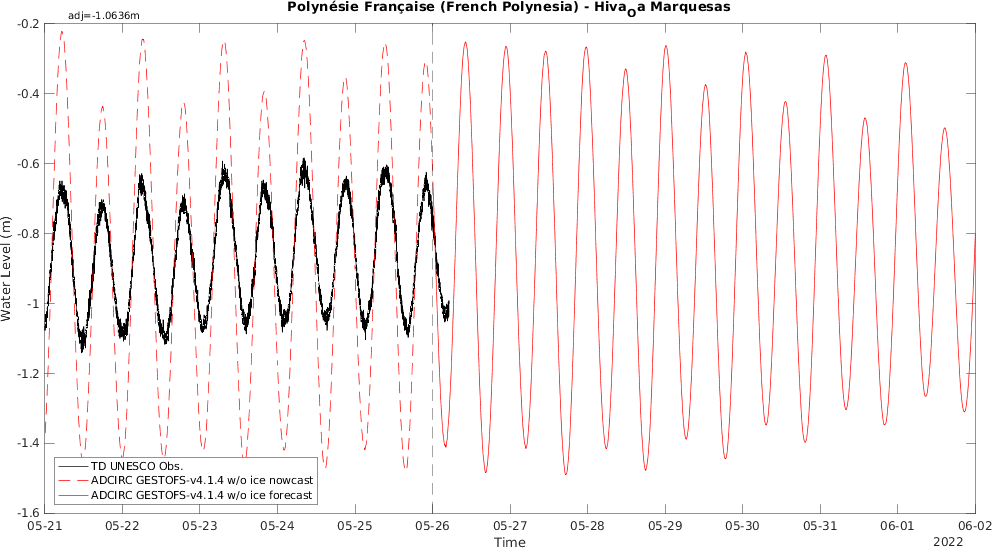 Polynésie Française (French Polynesia) - Hiva_Oa Marquesas
adj=-1.0636m
-0.2
-0.4
-0.6
-0.8
-1
-1.2
-1.4
-1.6
Water Level (m)
TD UNESCO Obs.
ADCIRC GESTOFS-v4.1.4 w/o ice nowcast
ADCIRC GESTOFS-v4.1.4 w/o ice forecast
05-21 05-22 05-23 05-24 05-25 05-26 05-27 05-28 05-29 05-30 05-31 06-01 06-02
Time
2022